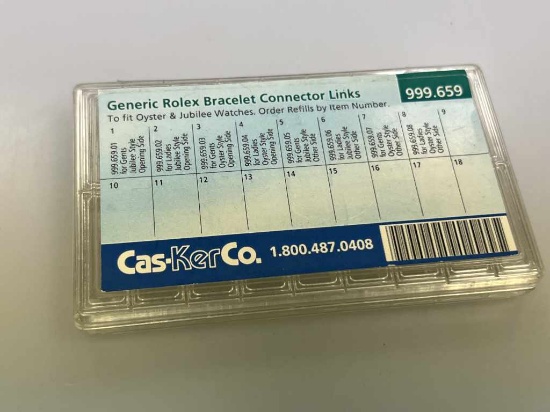 Generic Rolex Bracelet Connector Links
999.659
To fit Oyster & Jubilee Watches. Order Refills by Item Number.
1 2 3 4 5 6 7 8 9
999.659.01
for Gents
Jubilee Style
Opening Side
999.659.02
for Ladies
Jubilee Style
Opening Side
999.659.03
for Gents
Oyster Style
Opening Side
999.659.04
for Ladies
Oyster Style
Opening Side
999.659.05
for Gents
Jubilee Style
Other Side
999.659.06
for Ladies
Jubilee Style
Other Side
999.659.07
for Gents
Oyster Style
Other Side
999.659.08
for Ladies
Oyster Style
Other Side
10 11 12 13 14 15 16 17 18
Cas-KerCo. 1.800.487.0408